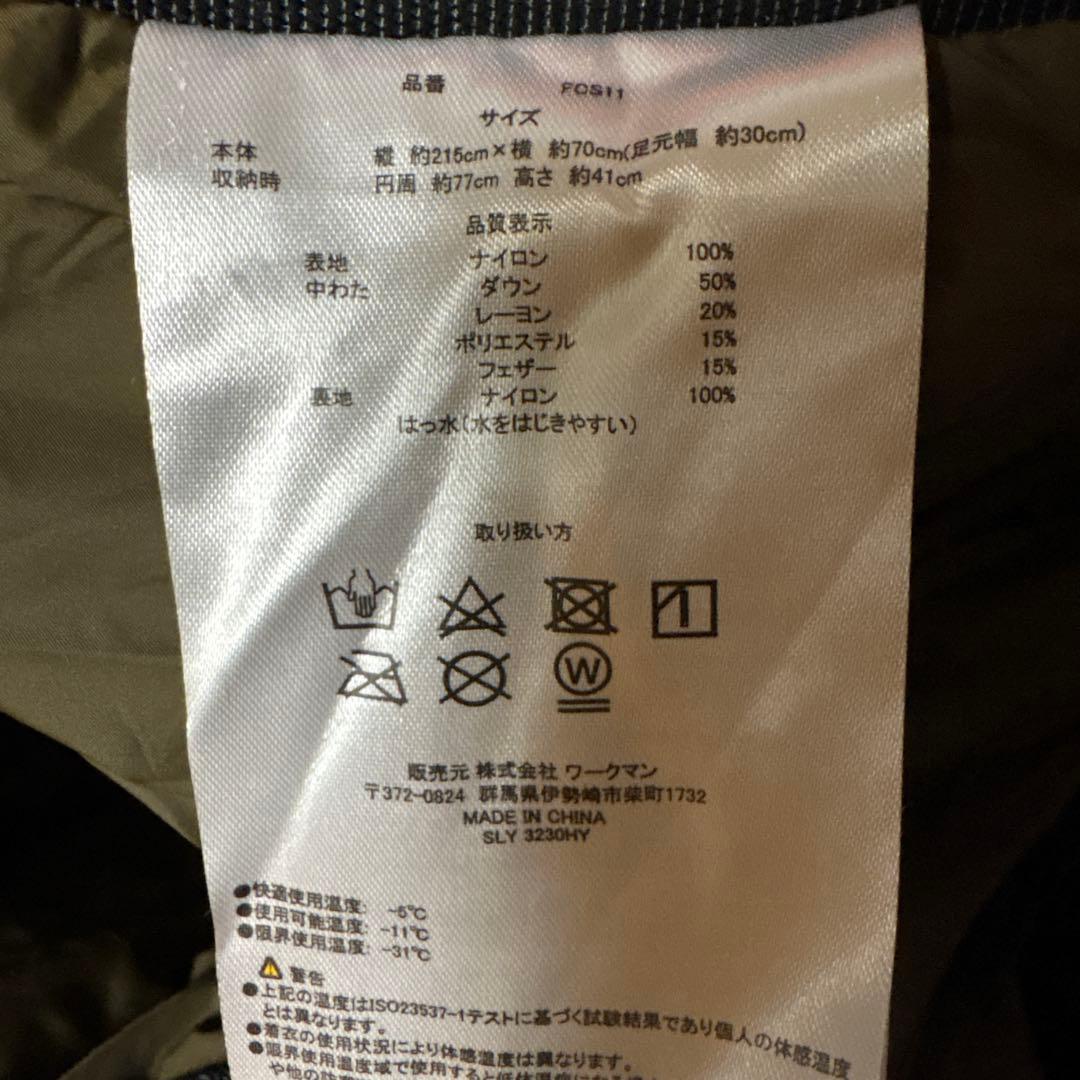 品番 FCS11
サイズ
本体 縦 約215cm×横 約70cm(足元幅 約30cm)
収納時 円周 約77cm 高さ 約41cm
品質表示
表地 ナイロン 100%
中わた ダウン 50%
レーヨン 20%
ポリエステル 15%
フェザー 15%
裏地 ナイロン 100%
はっ水(水をはじきやすい)
取り扱い方
W
販売元 株式会社 ワークマン
〒372-0824 群馬県伊勢崎市柴町1732
MADE IN CHINA
SLY 3230HY
●快適使用温度: -5℃
●使用可能温度: -11℃
●限界使用温度: -31℃
警告
●上記の温度はISO23537-1テストに基づく試験結果であり個人の体感温度
とは異なります。
●着衣の使用状況により体感温度は異なります。
●限界使用温度域で使用すると低体温症になる
や他の防